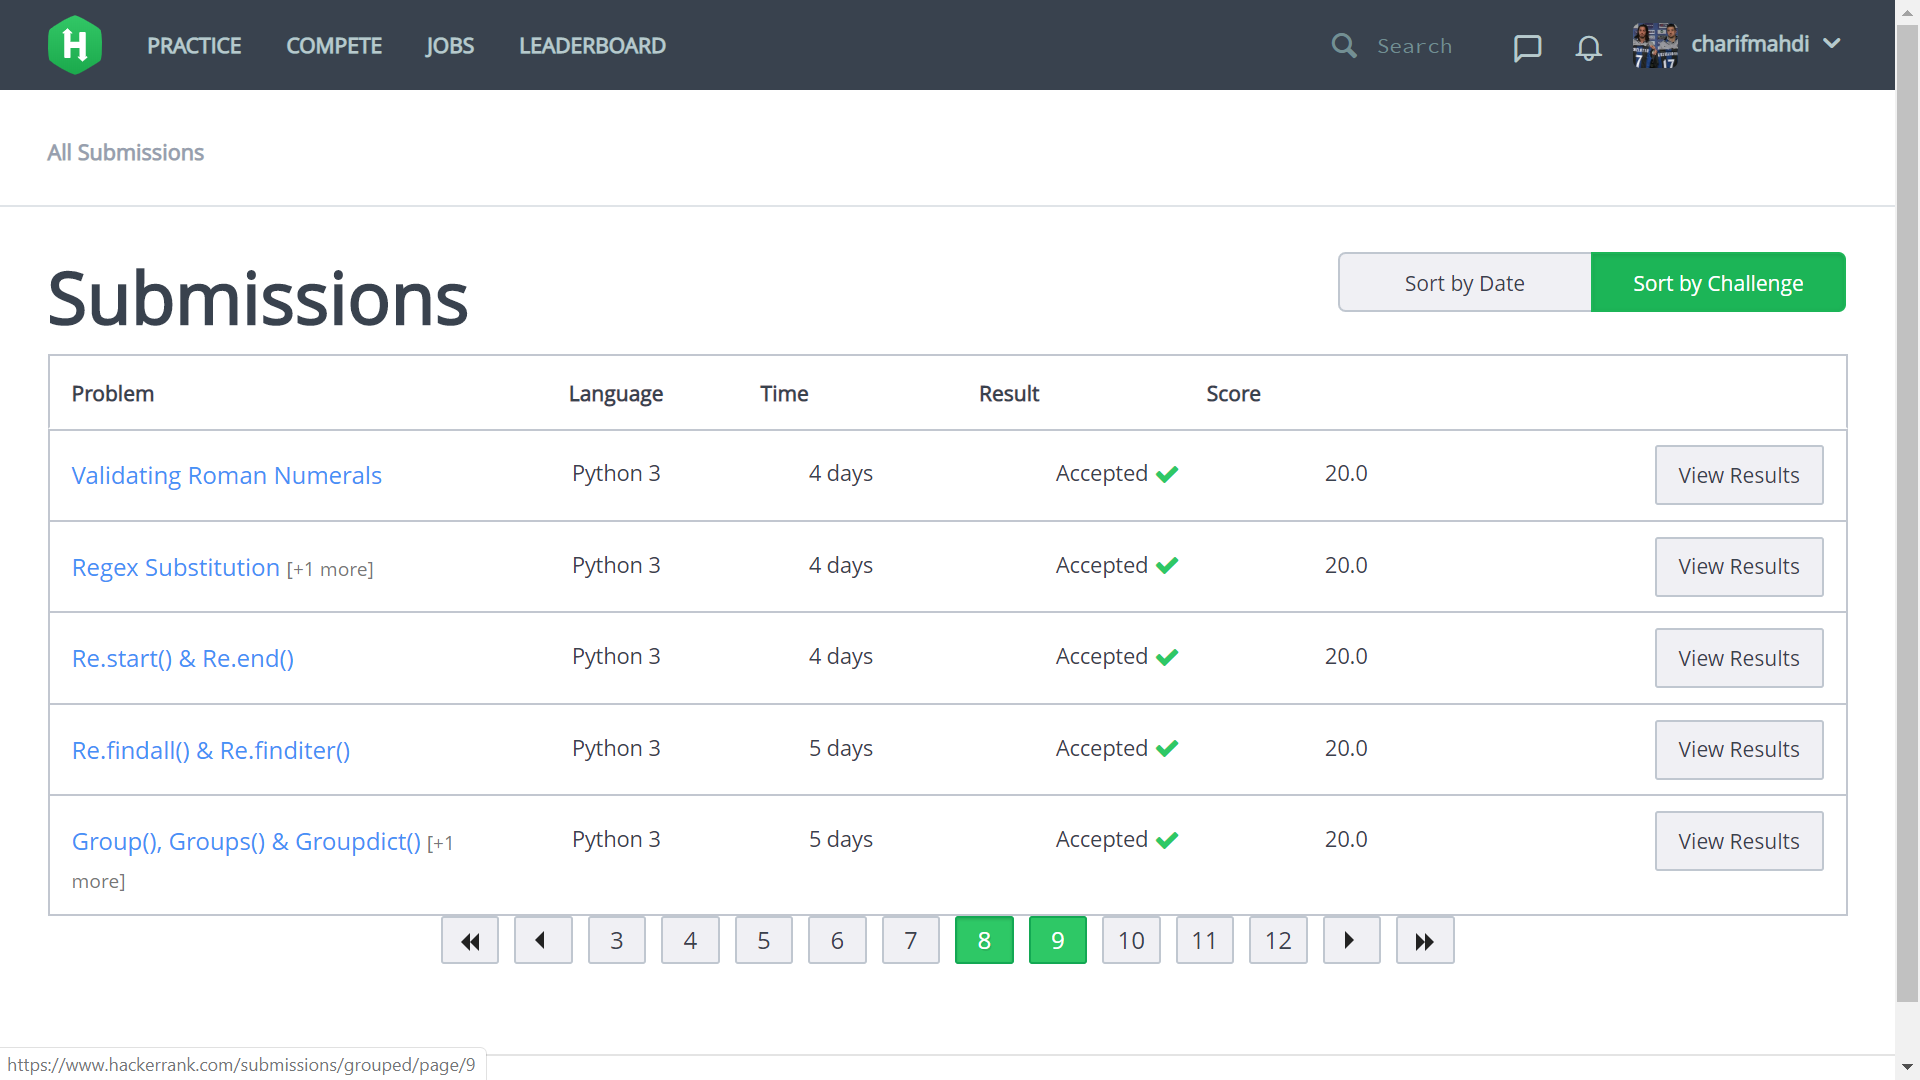 H PRACTICE COMPETE JOBS LEADERBOARD Search 7 17 charifmahdi
All Submissions
Submissions
Sort by Date Sort by Challenge
Problem Language Time Result Score
Validating Roman Numerals Python 3 4 days Accepted 20.0 View Results
Regex Substitution [+1 more] Python 3 4 days Accepted 20.0 View Results
Re.start() & Re.end() Python 3 4 days Accepted 20.0 View Results
Re.findall() & Re.finditer() Python 3 5 days Accepted 20.0 View Results
Group(), Groups() & Groupdict() [+1 Python 3 5 days Accepted 20.0 View Results
more]
3 4 5 6 7 8 9 10 11 12
https://www.hackerrank.com/submissions/grouped/page/9